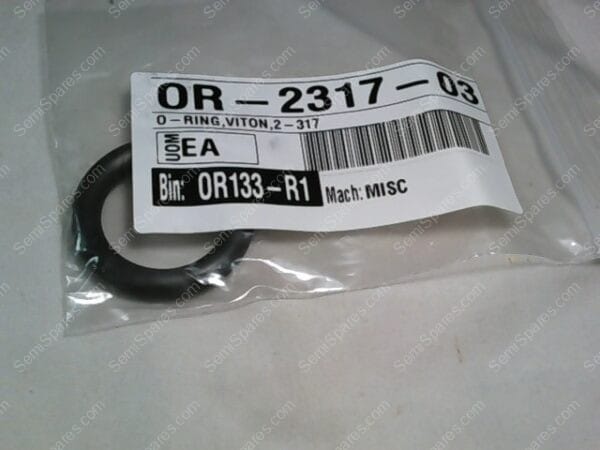 OR-2317-03
O-RING,VITON,2-317
UOM EA
Bin: OR133-R1 Mach: MISC
SemiSpares.com